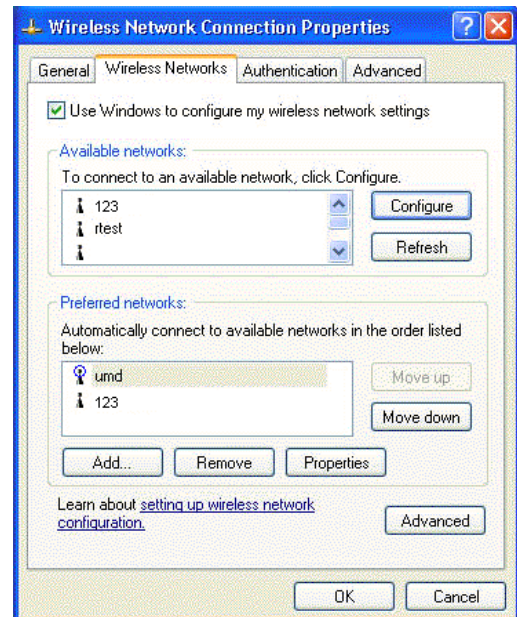 Wireless Network Connection Properties
General Wireless Networks Authentication Advanced
Use Windows to configure my wireless network settings
Available networks:
To connect to an available network, click Configure.
123
rtest
Configure
Refresh
Preferred networks:
Automatically connect to available networks in the order listed
below:
umd
123
Move up
Move down
Add... Remove Properties
Learn about setting up wireless network
configuration.
Advanced
OK Cancel